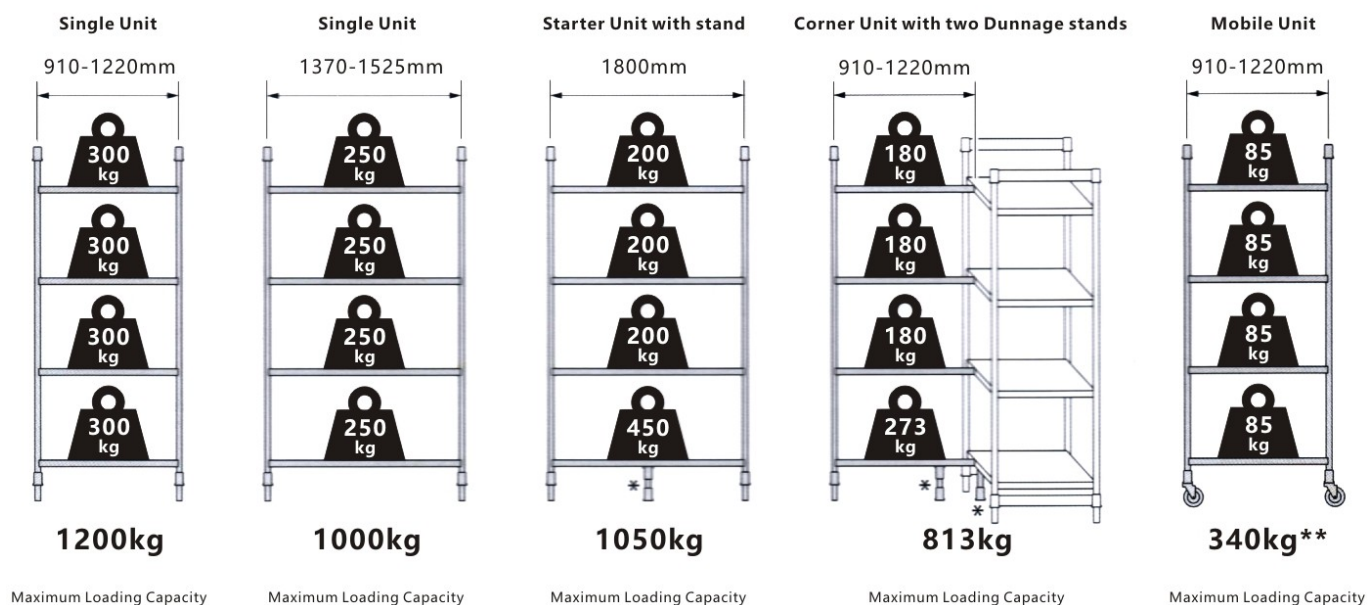 Single Unit
Single Unit
Starter Unit with stand
Corner Unit with two Dunnage stands
Mobile Unit
910-1220mm
1370-1525mm
1800mm
910-1220mm
910-1220mm
300
kg
250
kg
200
kg
180
kg
85
kg
300
kg
250
kg
200
kg
180
kg
85
kg
300
kg
250
kg
200
kg
180
kg
85
kg
300
kg
250
kg
450
kg
273
kg
85
kg
*
*
*
1200kg
1000kg
1050kg
813kg
340kg**
Maximum Loading Capacity
Maximum Loading Capacity
Maximum Loading Capacity
Maximum Loading Capacity
Maximum Loading Capacity